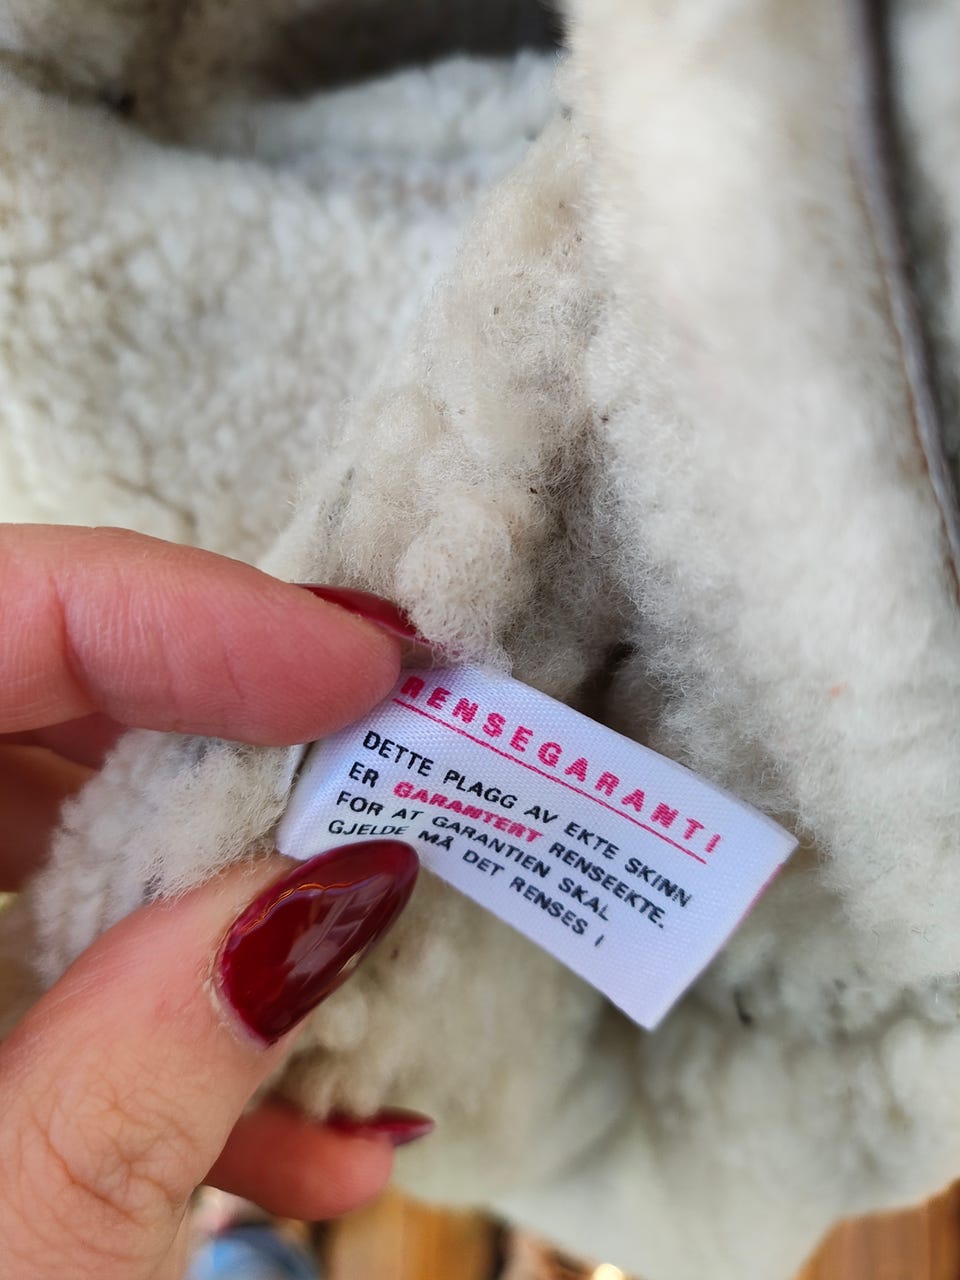 RENSEGARANTI
DETTE PLAGG AV EKTE SKINN
ER GARANTERT RENSEEKTE.
FOR AT GARANTIEN SKAL
GJELDE MÅ DET RENSES I